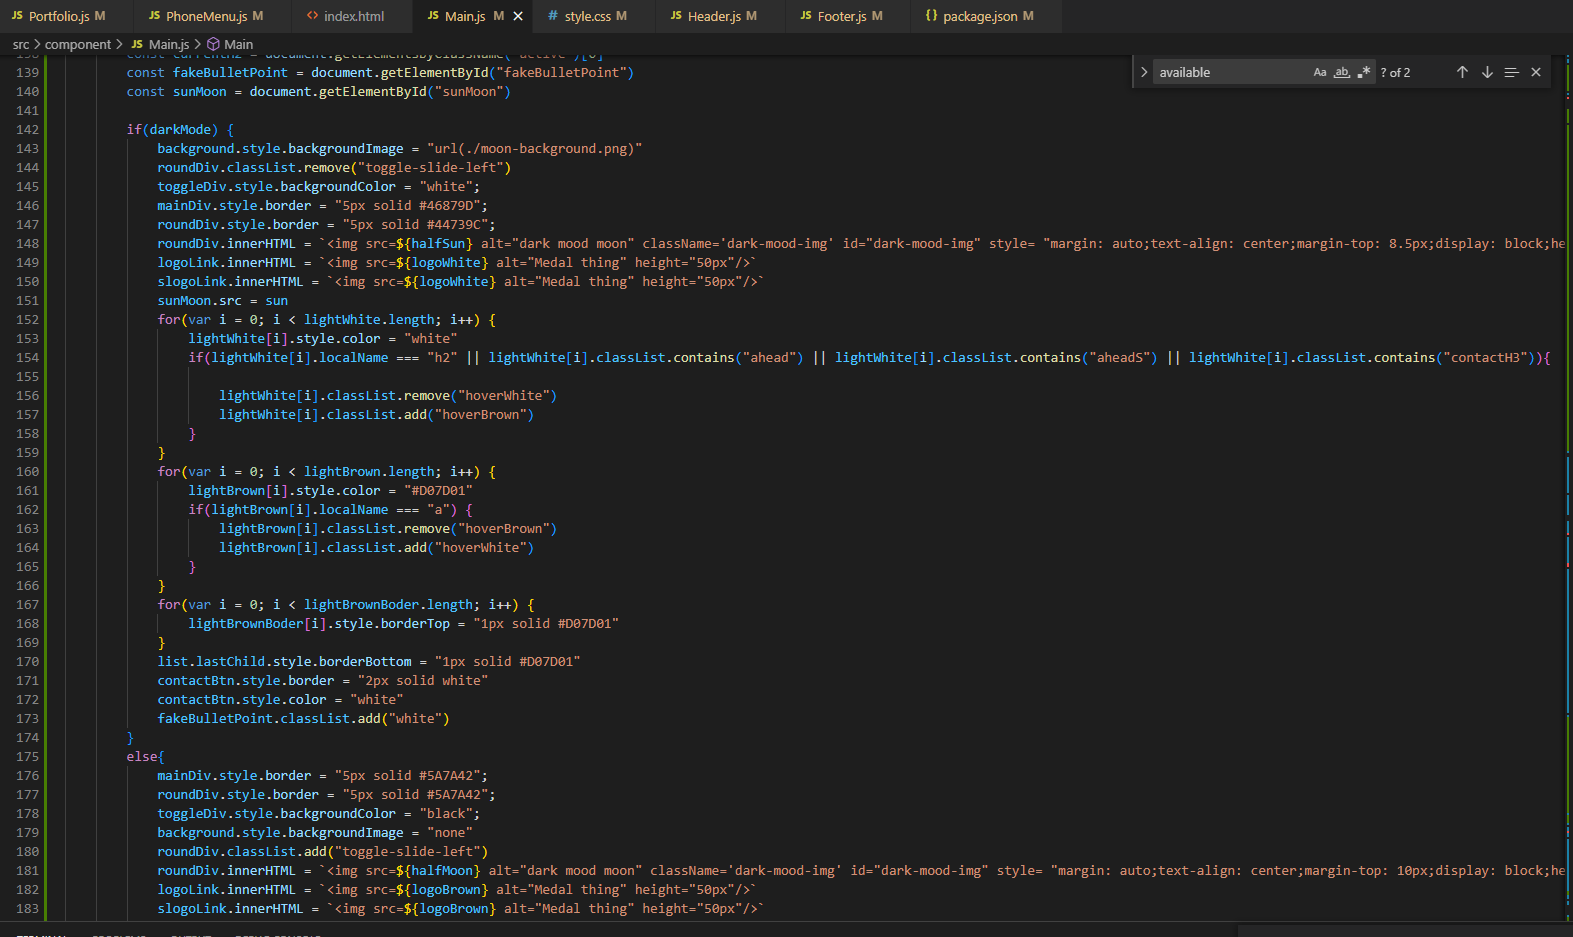 JS Portfolio.js M JS PhoneMenu.js M <> index.html JS Main.js M × # style.css M JS Header.js M JS Footer.js M {} package.json M
src > component > JS Main.js > Main
available Aa ab .* ? of 2
139 const fakeBulletPoint = document.getElementById("fakeBulletPoint")
140 const sunMoon = document.getElementById("sunMoon")
141
142 if(darkMode) {
143 background.style.backgroundImage = "url(./moon-background.png)"
144 roundDiv.classList.remove("toggle-slide-left")
145 toggleDiv.style.backgroundColor = "white";
146 mainDiv.style.border = "5px solid #46879D";
147 roundDiv.style.border = "5px solid #44739C";
148 roundDiv.innerHTML = `<img src=${halfSun} alt="dark mood moon" className='dark-mood-img' id="dark-mood-img" style= "margin: auto;text-align: center;margin-top: 8.5px;display: block;he
149 logoLink.innerHTML = `<img src=${logoWhite} alt="Medal thing" height="50px"/>`
150 slogoLink.innerHTML = `<img src=${logoWhite} alt="Medal thing" height="50px"/>`
151 sunMoon.src = sun
152 for(var i = 0; i < lightWhite.length; i++) {
153 lightWhite[i].style.color = "white"
154 if(lightWhite[i].localName === "h2" || lightWhite[i].classList.contains("ahead") || lightWhite[i].classList.contains("aheadS") || lightWhite[i].classList.contains("contactH3")){
155
156 lightWhite[i].classList.remove("hoverWhite")
157 lightWhite[i].classList.add("hoverBrown")
158 }
159 }
160 for(var i = 0; i < lightBrown.length; i++) {
161 lightBrown[i].style.color = "#D07D01"
162 if(lightBrown[i].localName === "a") {
163 lightBrown[i].classList.remove("hoverBrown")
164 lightBrown[i].classList.add("hoverWhite")
165 }
166 }
167 for(var i = 0; i < lightBrownBoder.length; i++) {
168 lightBrownBoder[i].style.borderTop = "1px solid #D07D01"
169 }
170 list.lastChild.style.borderBottom = "1px solid #D07D01"
171 contactBtn.style.border = "2px solid white"
172 contactBtn.style.color = "white"
173 fakeBulletPoint.classList.add("white")
174 }
175 else{
176 mainDiv.style.border = "5px solid #5A7A42";
177 roundDiv.style.border = "5px solid #5A7A42";
178 toggleDiv.style.backgroundColor = "black";
179 background.style.backgroundImage = "none"
180 roundDiv.classList.add("toggle-slide-left")
181 roundDiv.innerHTML = `<img src=${halfMoon} alt="dark mood moon" className='dark-mood-img' id="dark-mood-img" style= "margin: auto;text-align: center;margin-top: 10px;display: block;he
182 logoLink.innerHTML = `<img src=${logoBrown} alt="Medal thing" height="50px"/>`
183 slogoLink.innerHTML = `<img src=${logoBrown} alt="Medal thing" height="50px"/>`